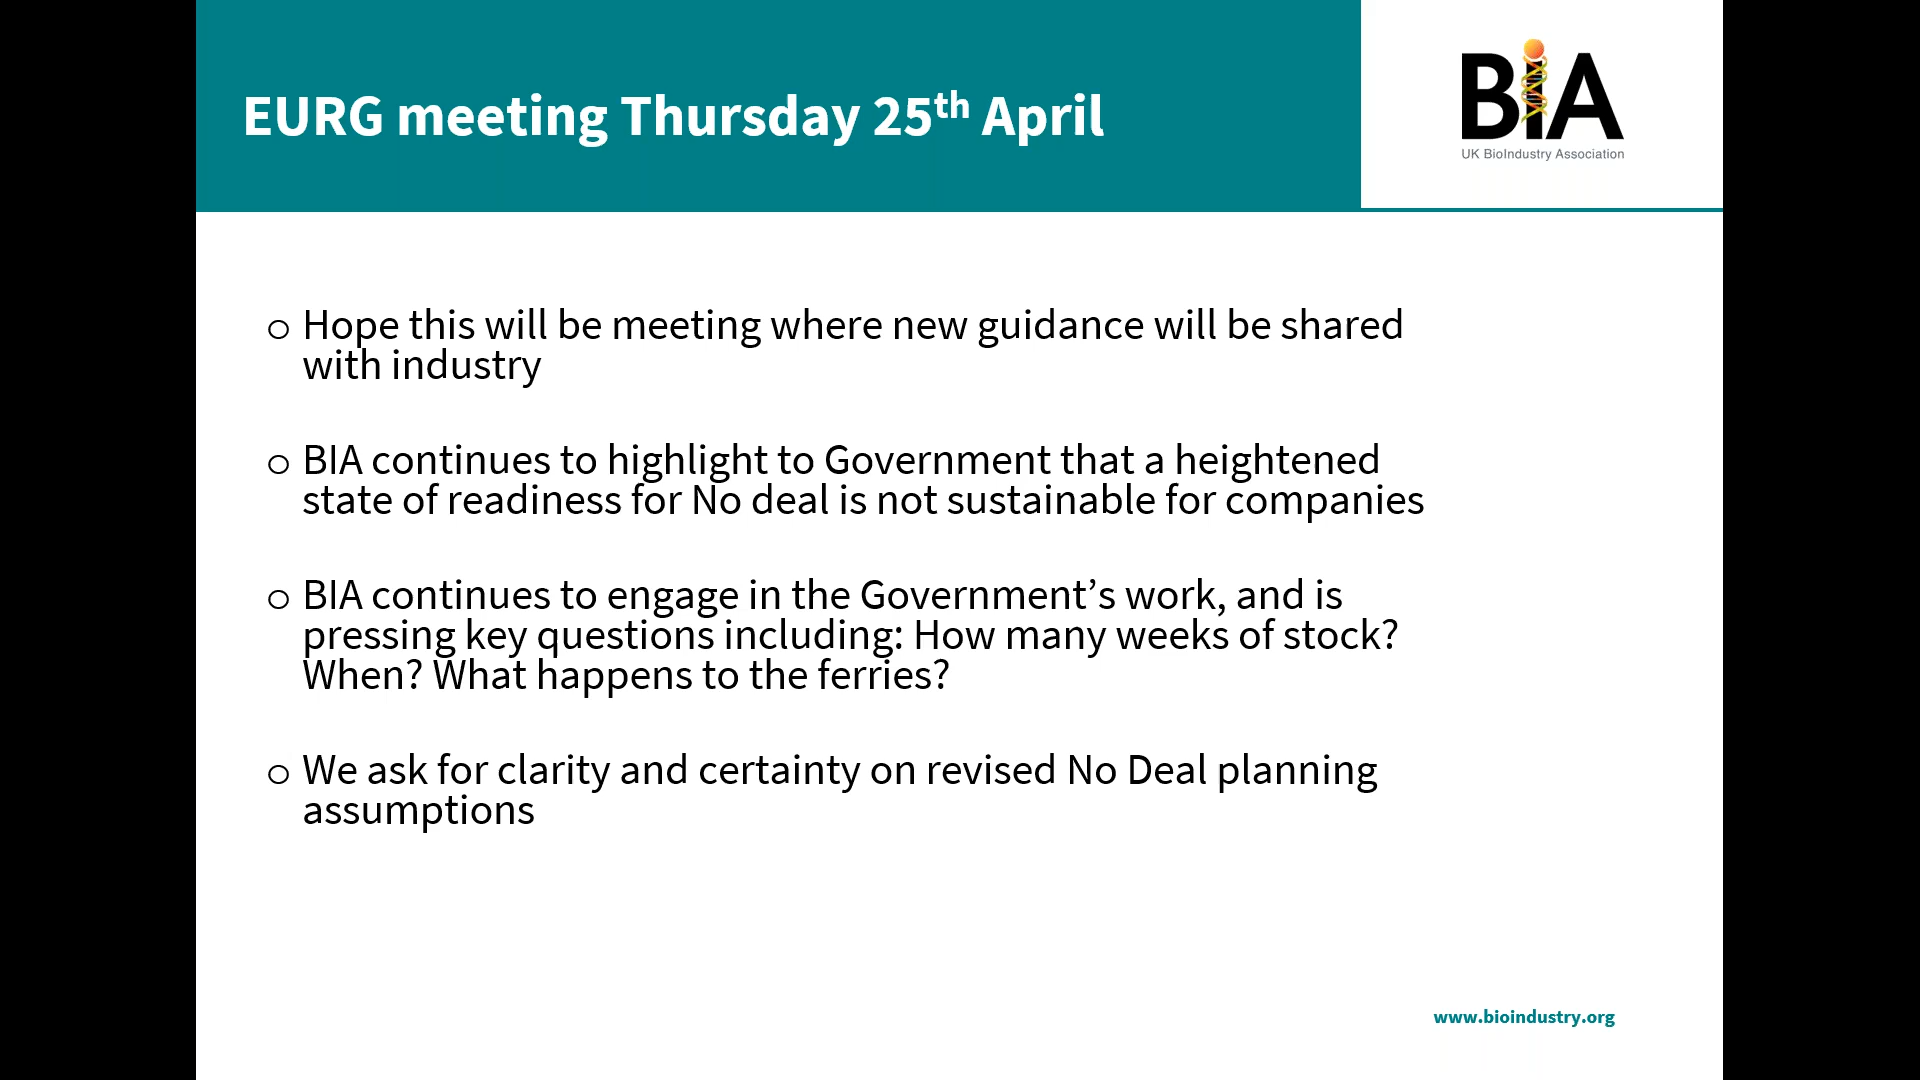 EURG meeting Thursday 25th April
BIA
UK BioIndustry Association
o Hope this will be meeting where new guidance will be shared
with industry
o BIA continues to highlight to Government that a heightened
state of readiness for No deal is not sustainable for companies
o BIA continues to engage in the Government’s work, and is
pressing key questions including: How many weeks of stock?
When? What happens to the ferries?
o We ask for clarity and certainty on revised No Deal planning
assumptions
www.bioindustry.org